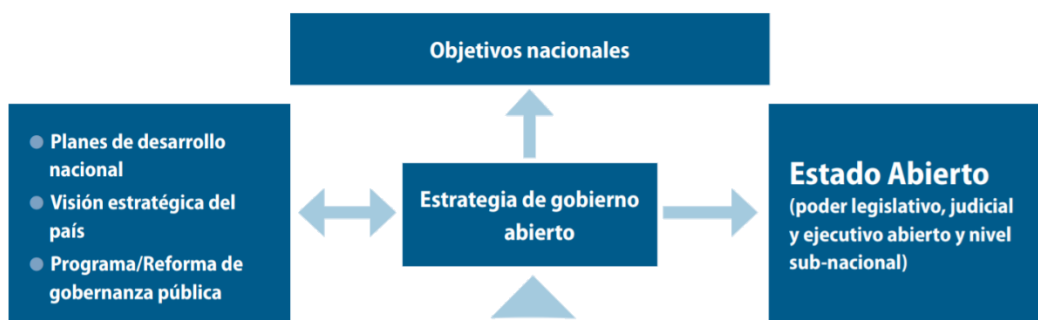 Objetivos nacionales
Planes de desarrollo
nacional
Visión estratégica del
país
Programa/Reforma de
gobernanza pública
Estrategia de gobierno
abierto
Estado Abierto
(poder legislativo, judicial
y ejecutivo abierto y nivel
sub-nacional)